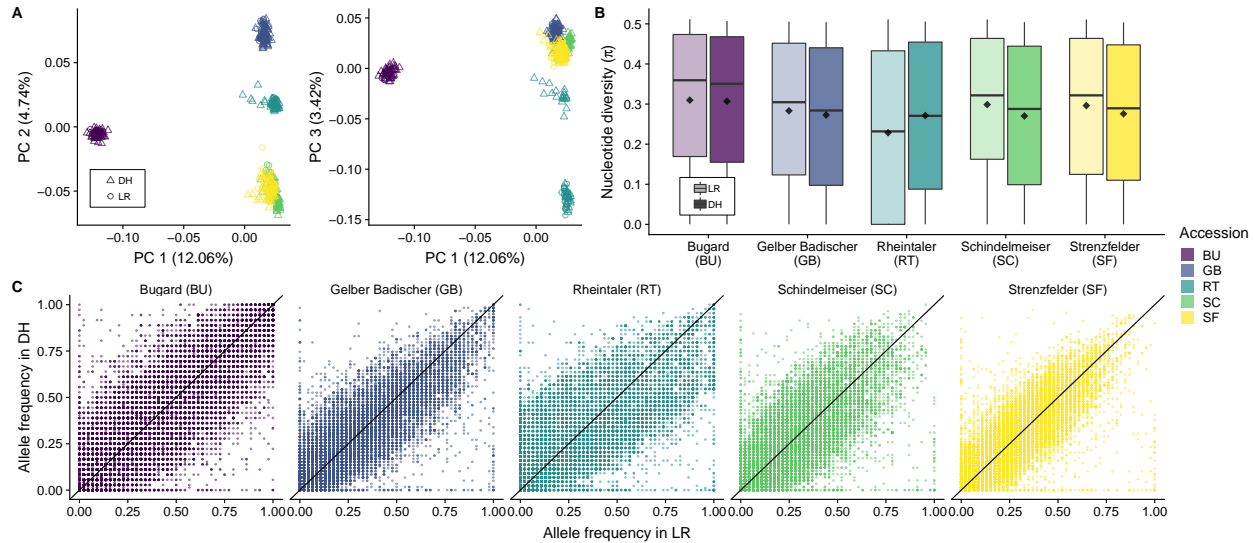 A
PC 2 (4.74%)
0.05
0.00
−0.05
DH
LR
−0.10
−0.05
0.00
PC 1 (12.06%)
PC 3 (3.42%)
0.05
0.00
−0.05
−0.10
−0.15
−0.10
−0.05
0.00
PC 1 (12.06%)
B
Nucleotide diversity (π)
0.5
0.4
0.3
0.2
0.1
0.0
LR
DH
Bugard
(BU)
Gelber Badischer
(GB)
Rheintaler
(RT)
Schindelmeiser
(SC)
Strenzfelder
(SF)
Accession
BU
GB
RT
SC
SF
C
Bugard (BU)
Gelber Badischer (GB)
Rheintaler (RT)
Schindelmeiser (SC)
Strenzfelder (SF)
Allele frequency in DH
1.00
0.75
0.50
0.25
0.00
0.00 0.25 0.50 0.75 1.00
0.00 0.25 0.50 0.75 1.00
0.00 0.25 0.50 0.75 1.00
0.00 0.25 0.50 0.75 1.00
0.00 0.25 0.50 0.75 1.00
Allele frequency in LR